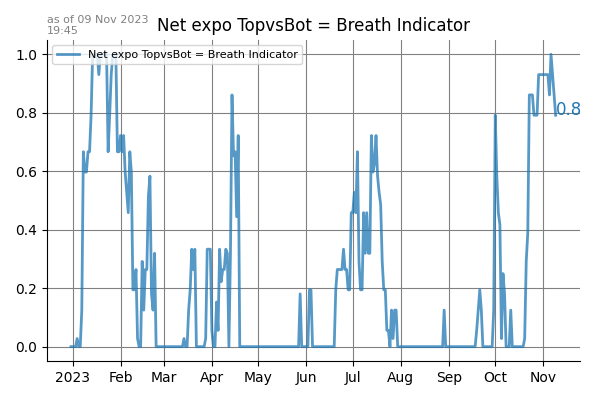 as of 09 Nov 2023
19:45
Net expo TopvsBot = Breath Indicator
Net expo TopvsBot = Breath Indicator
1.0
0.8
0.8
0.6
0.4
0.2
0.0
2023 Feb Mar Apr May Jun Jul Aug Sep Oct Nov